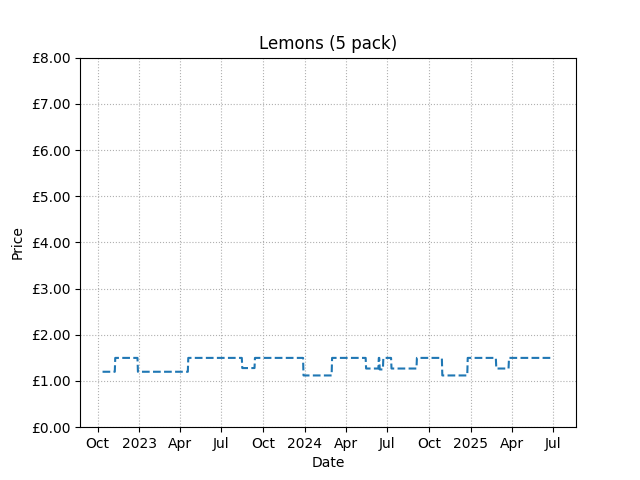 Lemons (5 pack)
£8.00
£7.00
£6.00
£5.00
£4.00
£3.00
£2.00
£1.00
£0.00
Price
Oct 2023 Apr Jul Oct 2024 Apr Jul Oct 2025 Apr Jul
Date